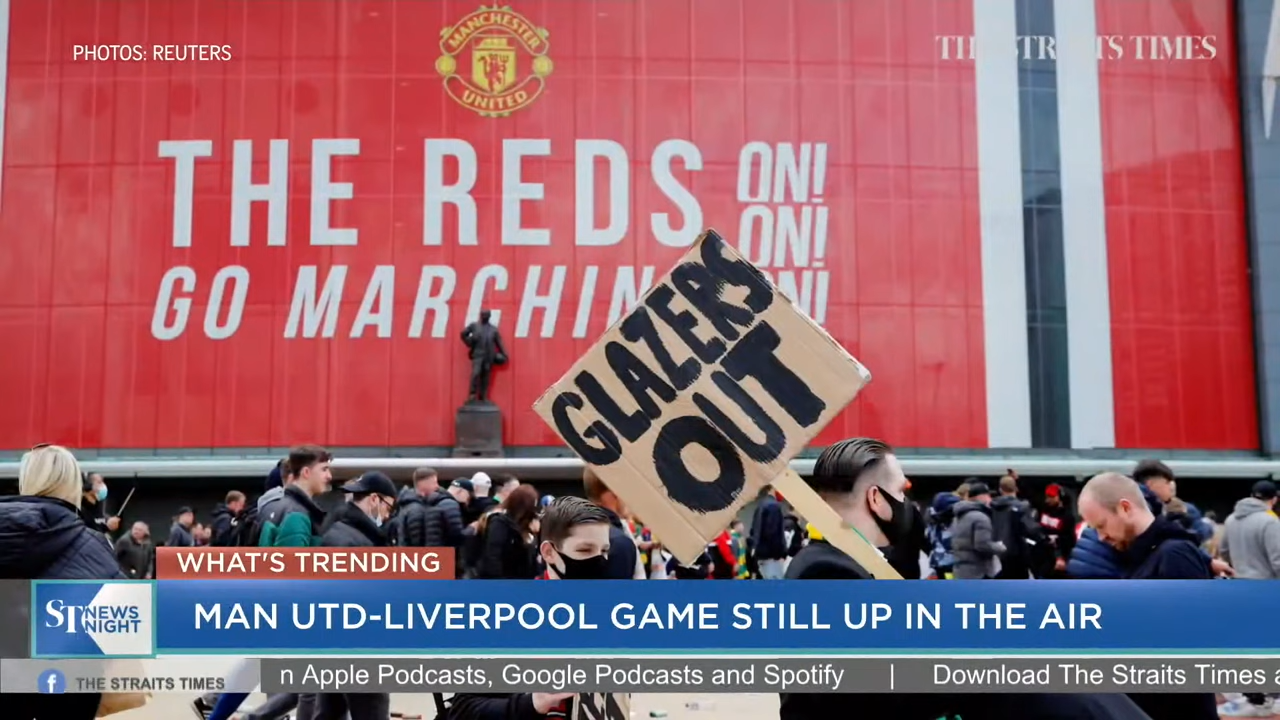 PHOTOS: REUTERS
THE STRAITS TIMES
MANCHESTER
UNITED
THE REDS ON!
ON!
GO MARCHIN ON!
GLAZERS
OUT
WHAT'S TRENDING
ST NEWS
NIGHT
MAN UTD-LIVERPOOL GAME STILL UP IN THE AIR
THE STRAITS TIMES
n Apple Podcasts, Google Podcasts and Spotify | Download The Straits Times a